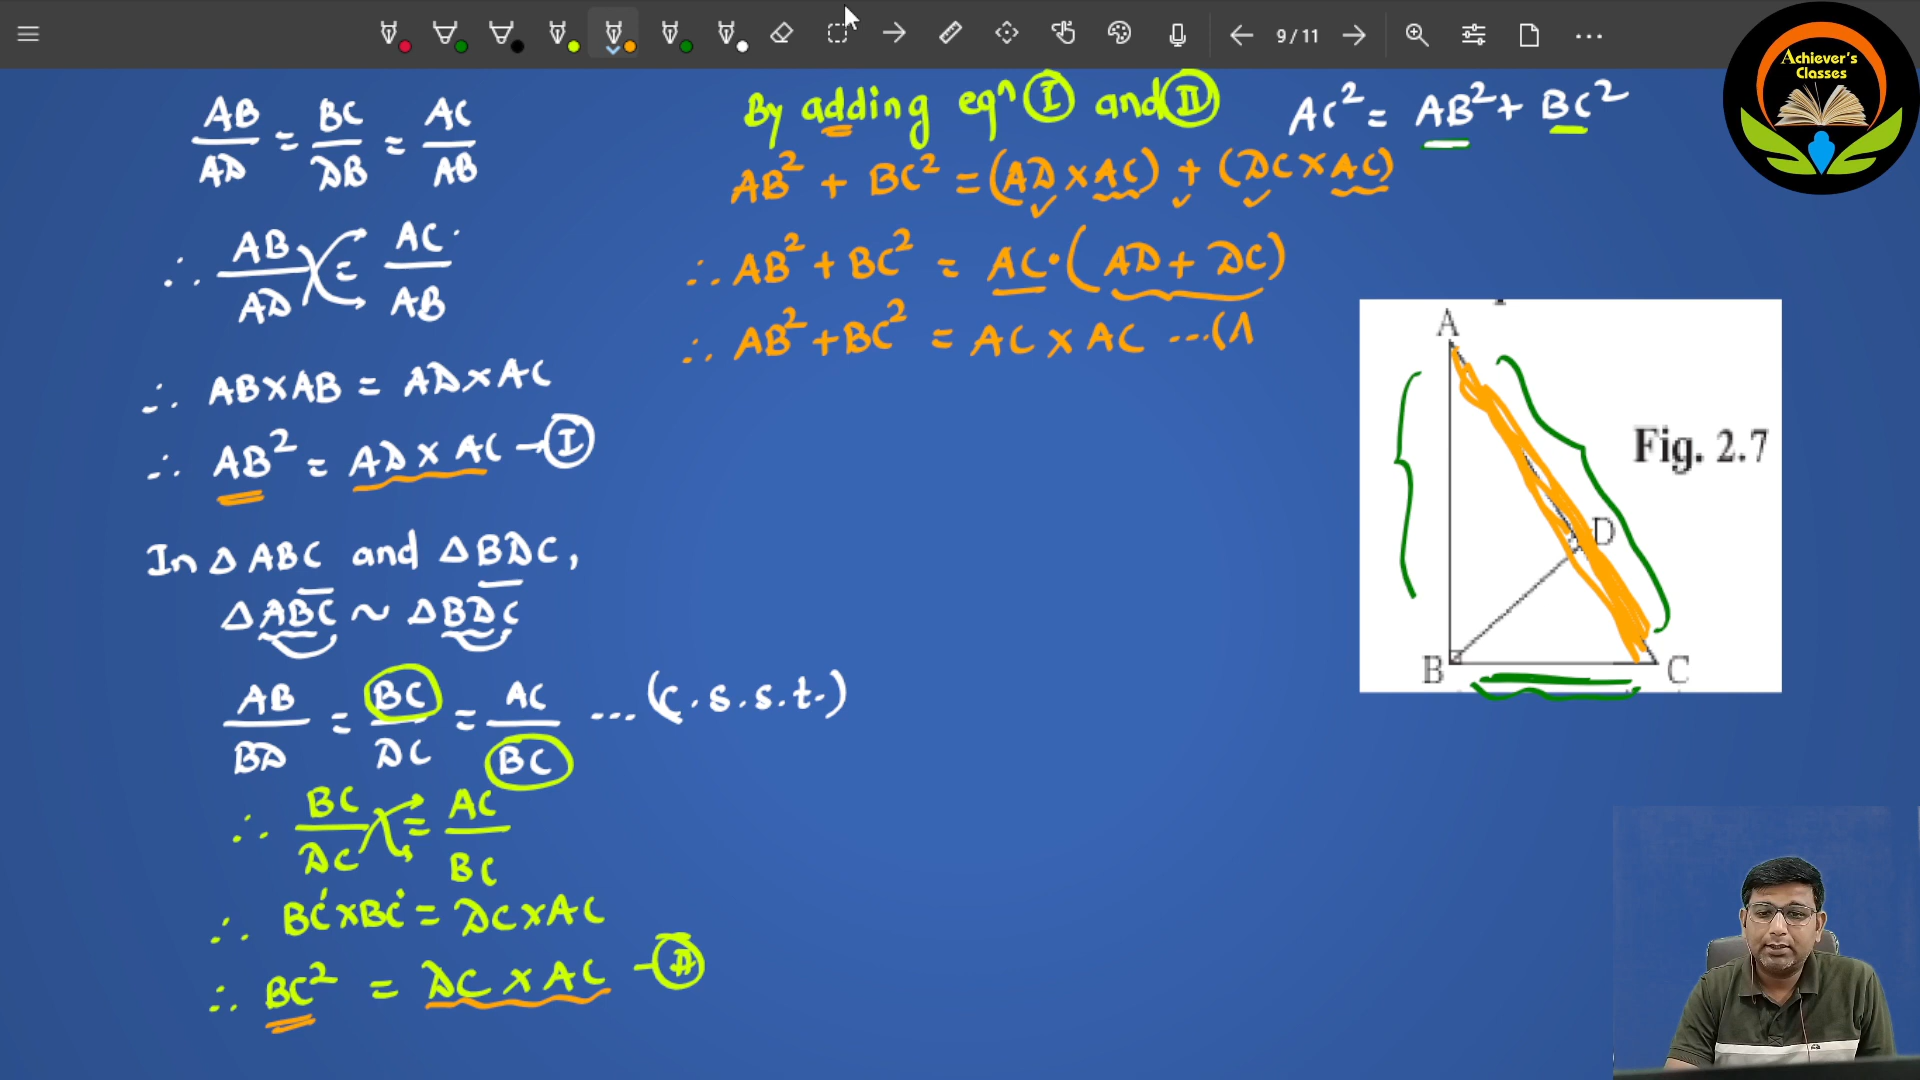 9 / 11
Achiever's
Classes
AB/AD = BC/DB = AC/AB
∴ AB/AD = AC/AB
∴ AB×AB = AD×AC
∴ AB² = AD × AC → Ⅰ
In △ ABC and △BDC,
△ABC ~ △BDC
AB/BD = BC/DC = AC/BC ... (c.s.s.t.)
∴ BC/DC = AC/BC
∴ BC×BC = DC×AC
∴ BC² = DC × AC - Ⅱ
By adding eqⁿ Ⅰ and Ⅱ
AB² + BC² = (AD×AC) + (DC×AC)
∴ AB² + BC² = AC·(AD + DC)
∴ AB² + BC² = AC × AC ...(A
AC² = AB² + BC²
A
D
B
C
Fig. 2.7